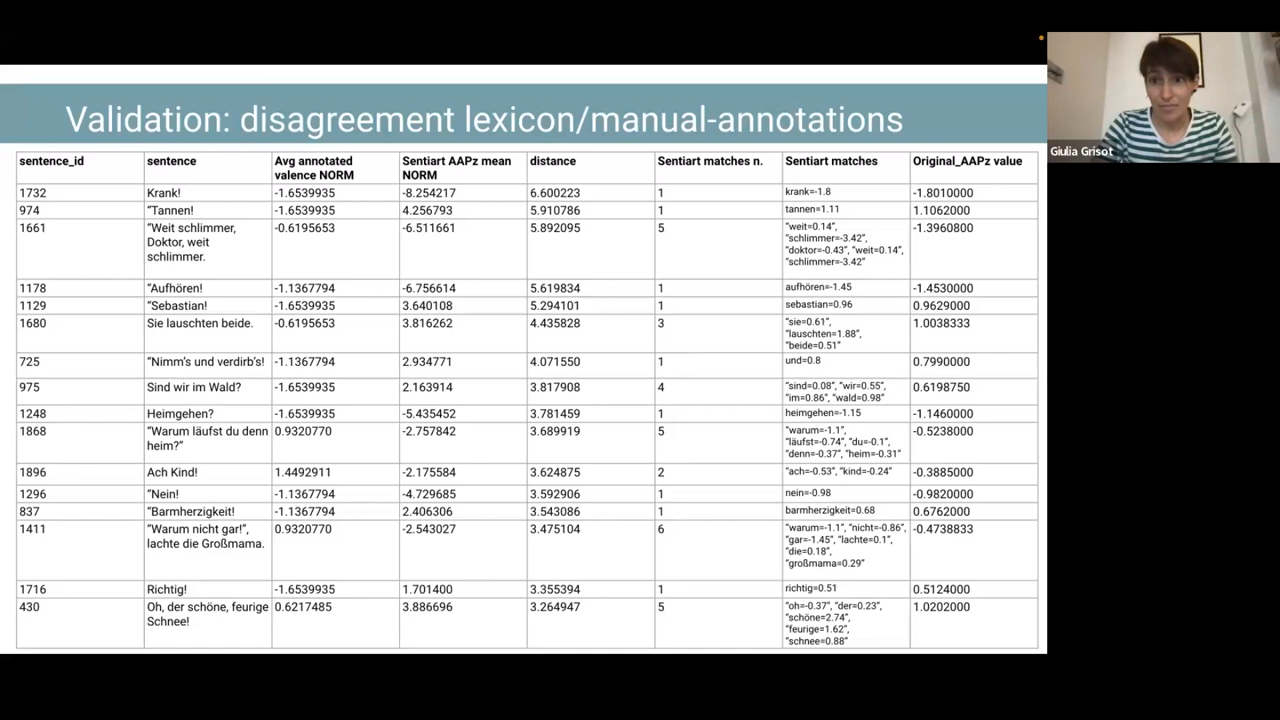 Validation: disagreement lexicon/manual-annotations
Giulia Grisot
sentence_id sentence Avg annotated valence NORM Sentiart AAPz mean NORM distance Sentiart matches n. Sentiart matches Original_AAPz value
1732 Krank! -1.6539935 -8.254217 6.600223 1 krank=-1.8 -1.8010000
974 “Tannen! -1.6539935 4.256793 5.910786 1 tannen=1.11 1.1062000
1661 “Weit schlimmer, Doktor, weit schlimmer. -0.6195653 -6.511661 5.892095 5 “weit=0.14”, “schlimmer=-3.42”, “doktor=-0.43”, “weit=0.14”, “schlimmer=-3.42” -1.3960800
1178 “Aufhören! -1.1367794 -6.756614 5.619834 1 aufhören=-1.45 -1.4530000
1129 “Sebastian! -1.6539935 3.640108 5.294101 1 sebastian=0.96 0.9629000
1680 Sie lauschten beide. -0.6195653 3.816262 4.435828 3 “sie=0.61”, “lauschten=1.88”, “beide=0.51” 1.0038333
725 “Nimm's und verdirb's! -1.1367794 2.934771 4.071550 1 und=0.8 0.7990000
975 Sind wir im Wald? -1.6539935 2.163914 3.817908 4 “sind=0.08”, “wir=0.55”, “im=0.86”, “wald=0.98” 0.6198750
1248 Heimgehen? -1.6539935 -5.435452 3.781459 1 heimgehen=-1.15 -1.1460000
1868 “Warum läufst du denn heim?” 0.9320770 -2.757842 3.689919 5 “warum=-1.1”, “läufst=-0.74”, “du=-0.1”, “denn=-0.37”, “heim=-0.31” -0.5238000
1896 Ach Kind! 1.4492911 -2.175584 3.624875 2 “ach=-0.53”, “kind=-0.24” -0.3885000
1296 “Nein! -1.1367794 -4.729685 3.592906 1 nein=-0.98 -0.9820000
837 “Barmherzigkeit! -1.1367794 2.406306 3.543086 1 barmherzigkeit=0.68 0.6762000
1411 “Warum nicht gar!”, lachte die Großmama. 0.9320770 -2.543027 3.475104 6 “warum=-1.1”, “nicht=-0.86”, “gar=-1.45”, “lachte=0.1”, “die=0.18”, “großmama=0.29” -0.4738833
1716 Richtig! -1.6539935 1.701400 3.355394 1 richtig=0.51 0.5124000
430 Oh, der schöne, feurige Schnee! 0.6217485 3.886696 3.264947 5 “oh=-0.37”, “der=0.23”, “schöne=2.74”, “feurige=1.62”, “schnee=0.88” 1.0202000